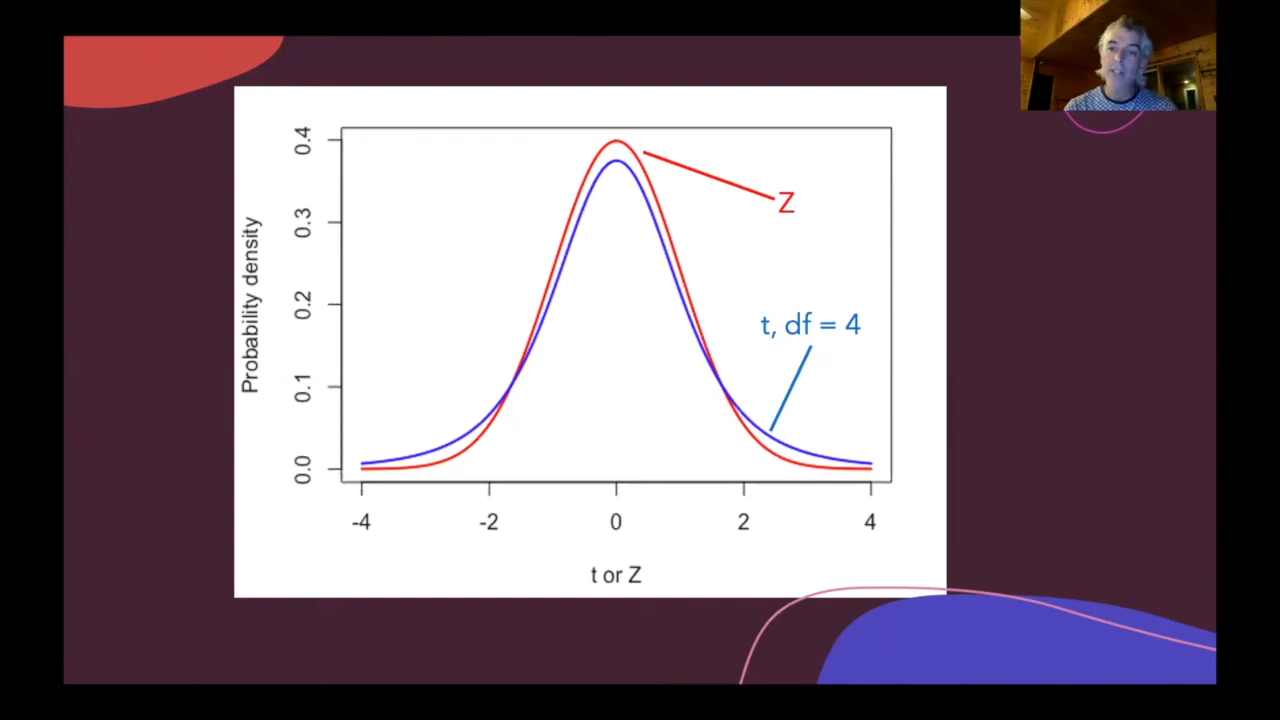 Z
t, df = 4
Probability density
0.4
0.3
0.2
0.1
0.0
-4 -2 0 2 4
t or Z